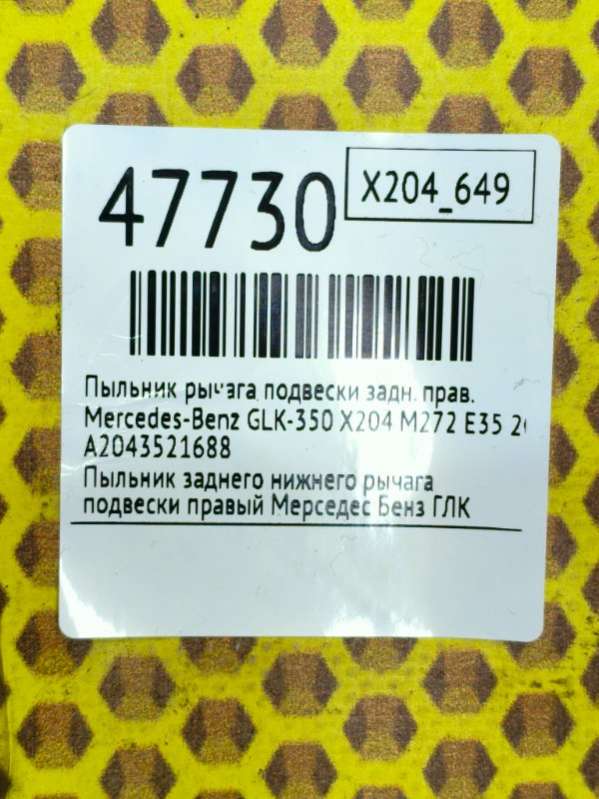 47730
X204_649
Пыльник рычага подвески задн. прав.
Mercedes-Benz GLK-350 X204 M272 E35
A2043521688
Пыльник заднего нижнего рычага
подвески правый Мерседес Бенз ГЛК